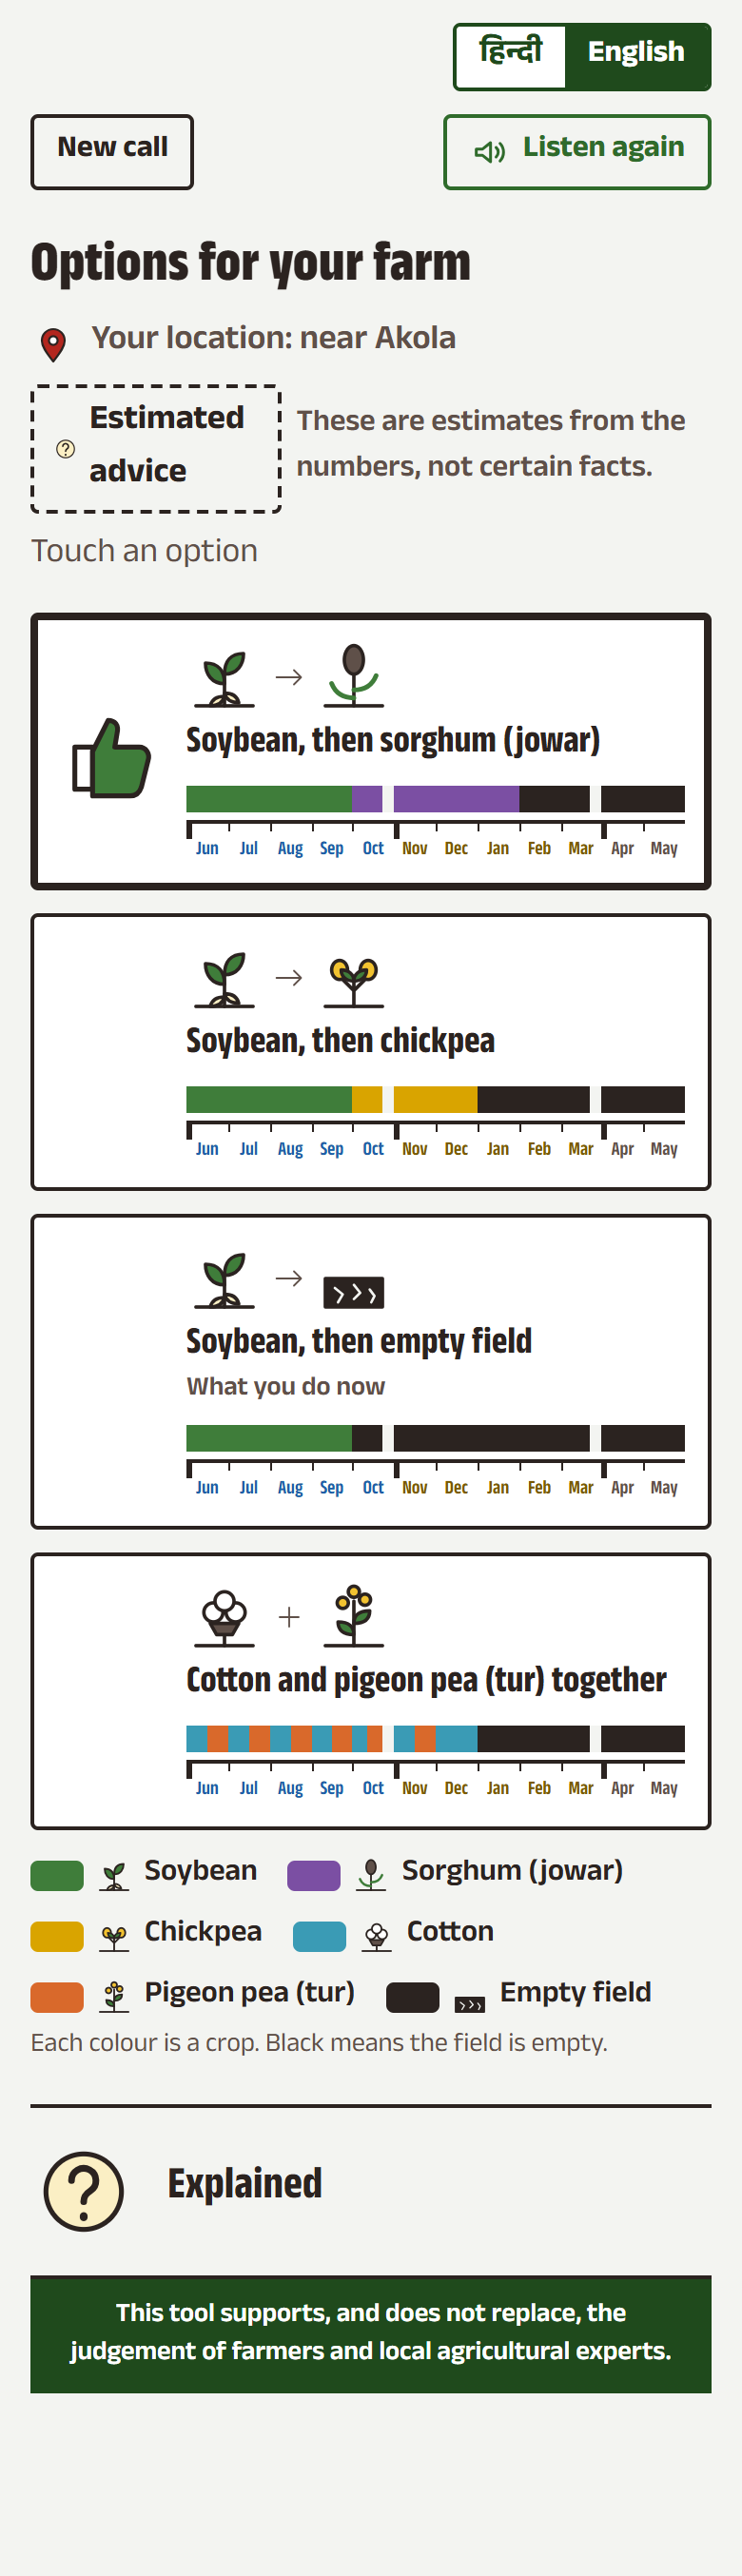 हिन्दी English
New call
Listen again
Options for your farm
Your location: near Akola
Estimated
advice
These are estimates from the
numbers, not certain facts.
Touch an option
Soybean, then sorghum (jowar)
Jun Jul Aug Sep Oct Nov Dec Jan Feb Mar Apr May
Soybean, then chickpea
Jun Jul Aug Sep Oct Nov Dec Jan Feb Mar Apr May
Soybean, then empty field
What you do now
Jun Jul Aug Sep Oct Nov Dec Jan Feb Mar Apr May
Cotton and pigeon pea (tur) together
Jun Jul Aug Sep Oct Nov Dec Jan Feb Mar Apr May
Soybean Sorghum (jowar)
Chickpea Cotton
Pigeon pea (tur) Empty field
Each colour is a crop. Black means the field is empty.
Explained
This tool supports, and does not replace, the
judgement of farmers and local agricultural experts.